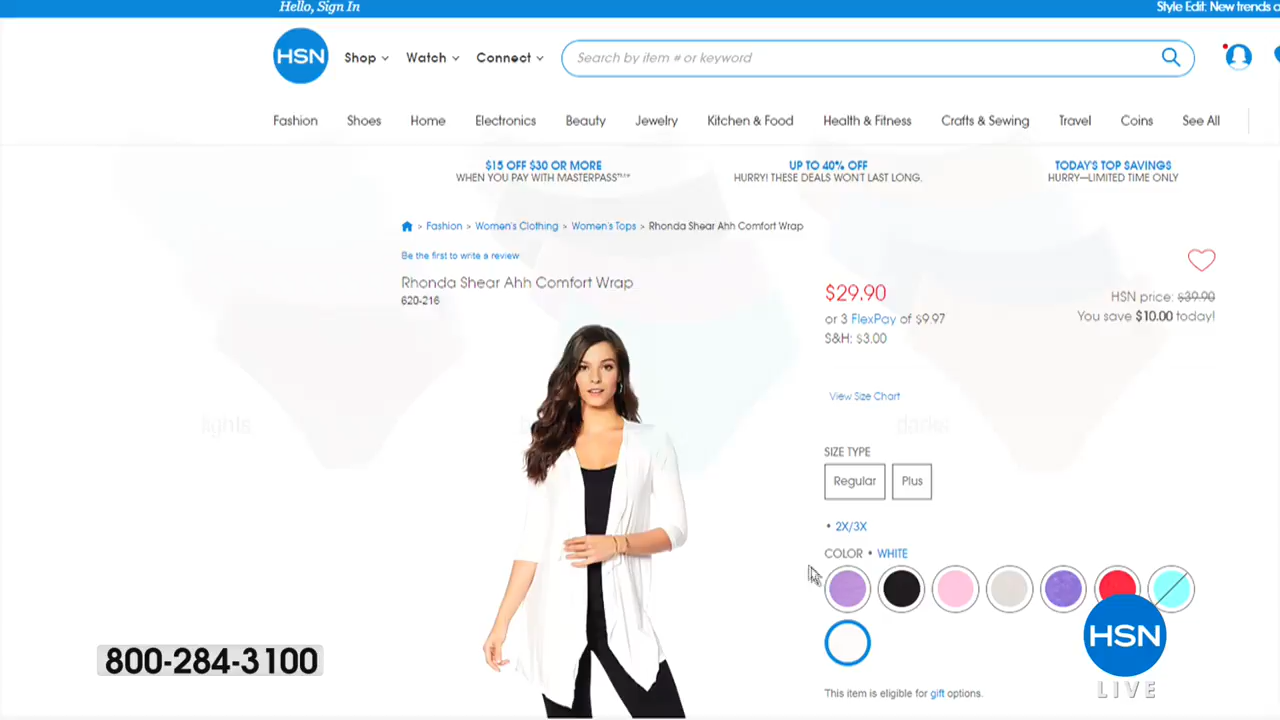 Hello, Sign In
Style Edit: New trends
HSN
Shop
Watch
Connect
Search by item # or keyword
Fashion
Shoes
Home
Electronics
Beauty
Jewelry
Kitchen & Food
Health & Fitness
Crafts & Sewing
Travel
Coins
See All
$15 OFF $30 OR MORE
WHEN YOU PAY WITH MASTERPASS™*
UP TO 40% OFF
HURRY! THESE DEALS WON'T LAST LONG.
TODAY'S TOP SAVINGS
HURRY—LIMITED TIME ONLY
> Fashion > Women's Clothing > Women's Tops > Rhonda Shear Ahh Comfort Wrap
Be the first to write a review
Rhonda Shear Ahh Comfort Wrap
620-216
$29.90
or 3 FlexPay of $9.97
S&H: $3.00
HSN price: $39.90
You save $10.00 today!
View Size Chart
lights
darks
SIZE TYPE
Regular
Plus
• 2X/3X
COLOR • WHITE
This item is eligible for gift options.
800-284-3100
HSN
LIVE